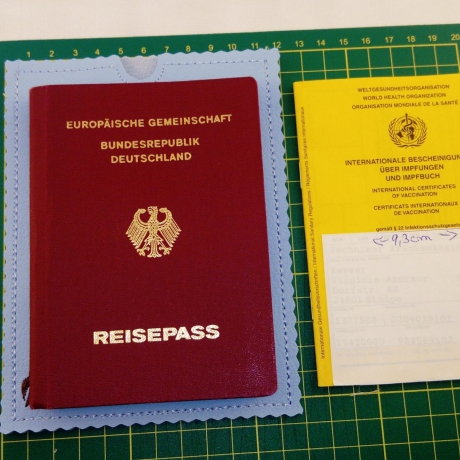 1 2 3 4 5 6 7 8 9 10 11 12 13 14 15 16 17 18 19 20
EUROPÄISCHE GEMEINSCHAFT
BUNDESREPUBLIK
DEUTSCHLAND
REISEPASS
WELTGESUNDHEITSORGANISATION
WORLD HEALTH ORGANIZATION
ORGANISATION MONDIALE DE LA SANTÉ
INTERNATIONALE BESCHEINIGUN
ÜBER IMPFUNGEN
UND IMPFBUCH
INTERNATIONAL CERTIFICATES
OF VACCINATION
CERTIFICATS INTERNATIONAUX
DE VACCINATION
9,3cm